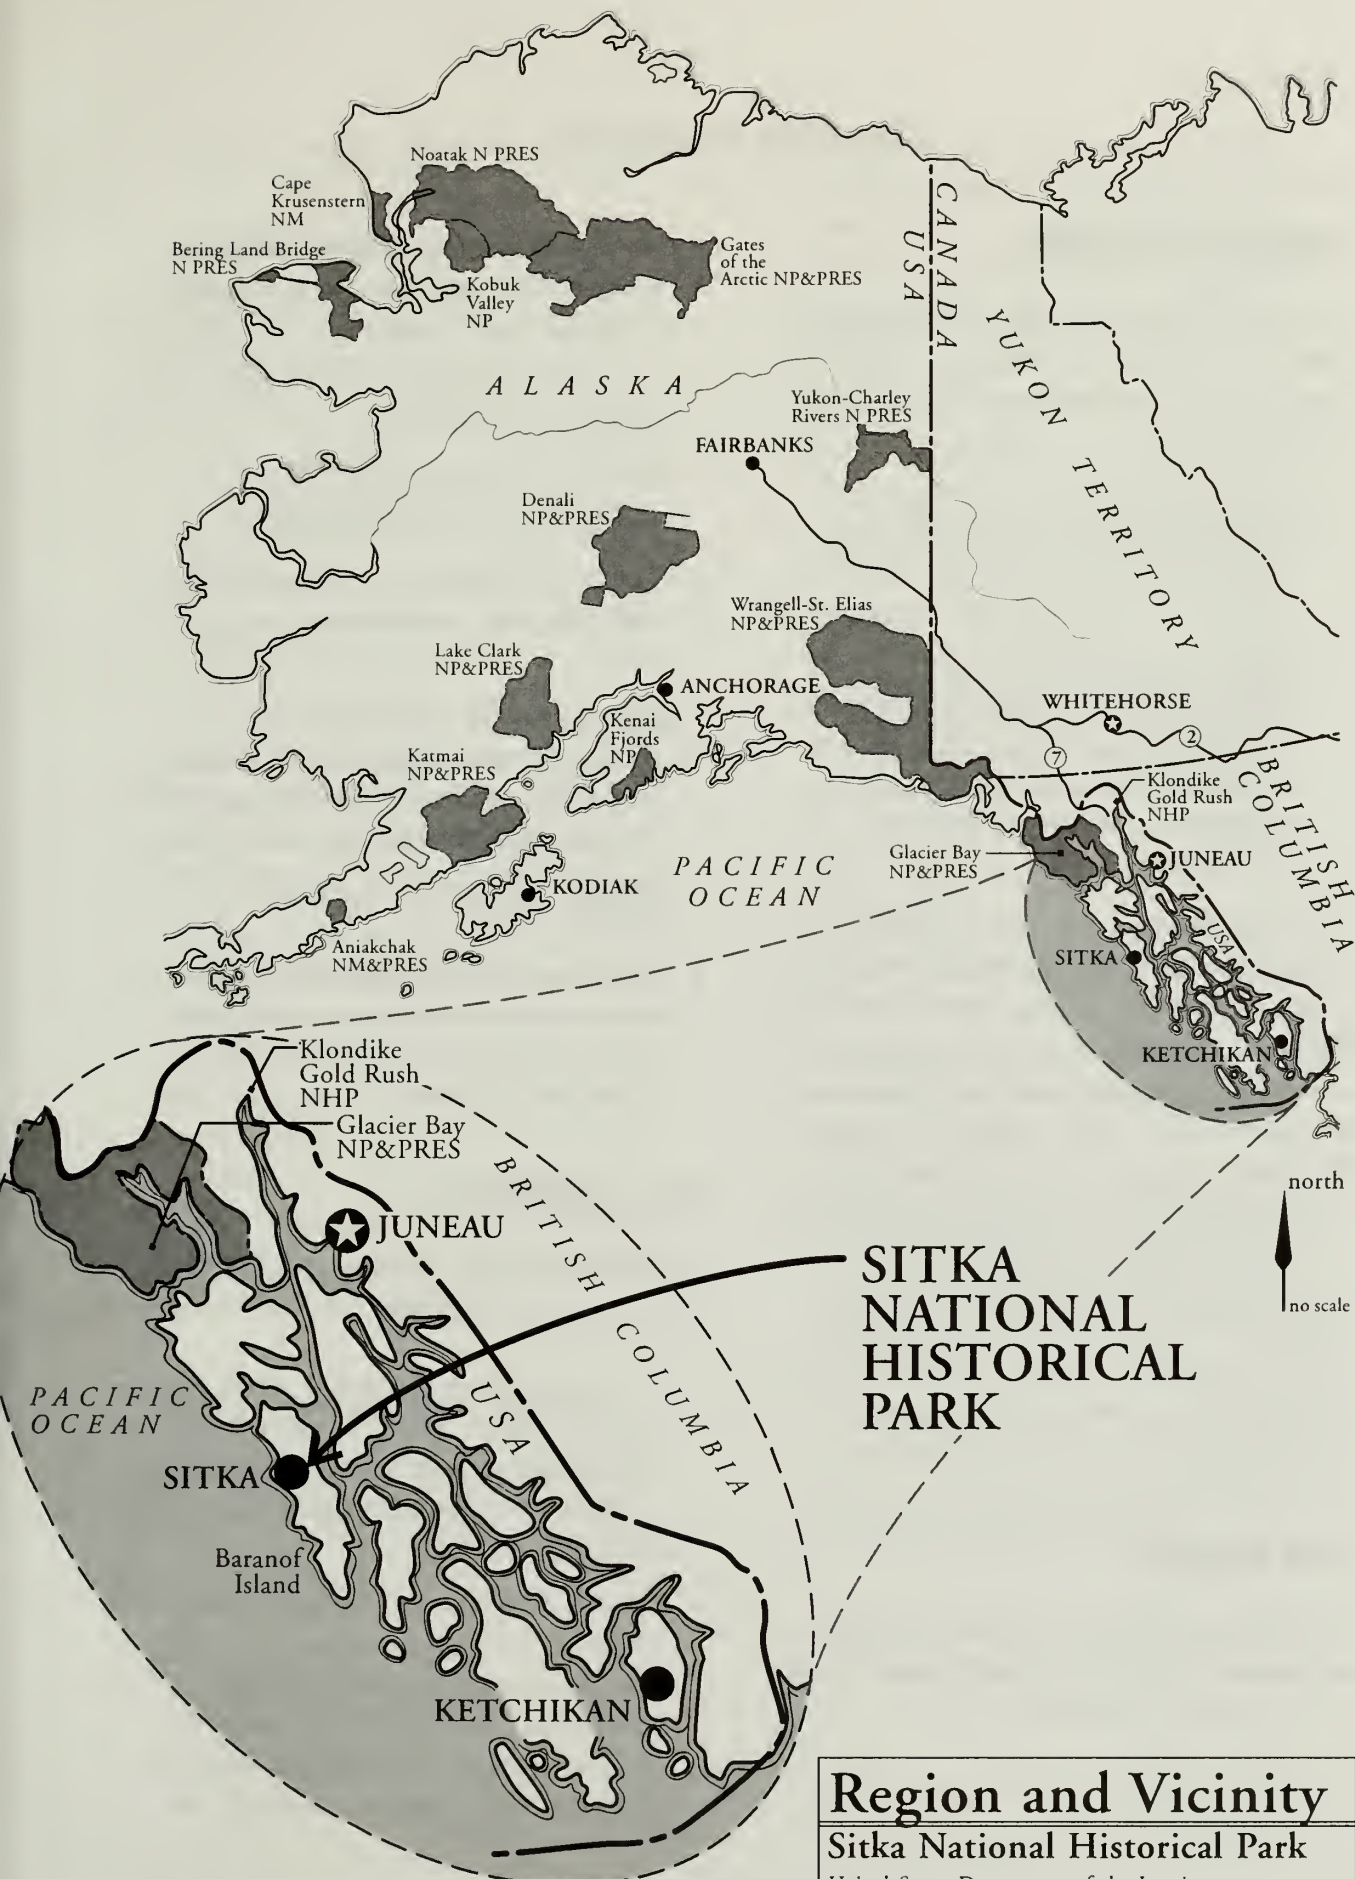 Noatak N PRES
Cape
Krusenstern
NM
Bering Land Bridge
N PRES
Kobuk
Valley
NP
Gates
of the
Arctic NP&PRES
CANADA
USA
YUKON TERRITORY
ALASKA
Yukon-Charley
Rivers N PRES
FAIRBANKS
Denali
NP&PRES
Wrangell-St. Elias
NP&PRES
Lake Clark
NP&PRES
ANCHORAGE
Kenai
Fjords
NP
Katmai
NP&PRES
WHITEHORSE
2
7
Klondike
Gold Rush
NHP
BRITISH
COLUMBIA
Glacier Bay
NP&PRES
JUNEAU
PACIFIC
OCEAN
KODIAK
Aniakchak
NM&PRES
USA
SITKA
KETCHIKAN
Klondike
Gold Rush
NHP
Glacier Bay
NP&PRES
BRITISH
COLUMBIA
JUNEAU
north
no scale
SITKA
NATIONAL
HISTORICAL
PARK
PACIFIC
OCEAN
USA
SITKA
Baranof
Island
KETCHIKAN
Region and Vicinity
Sitka National Historical Park